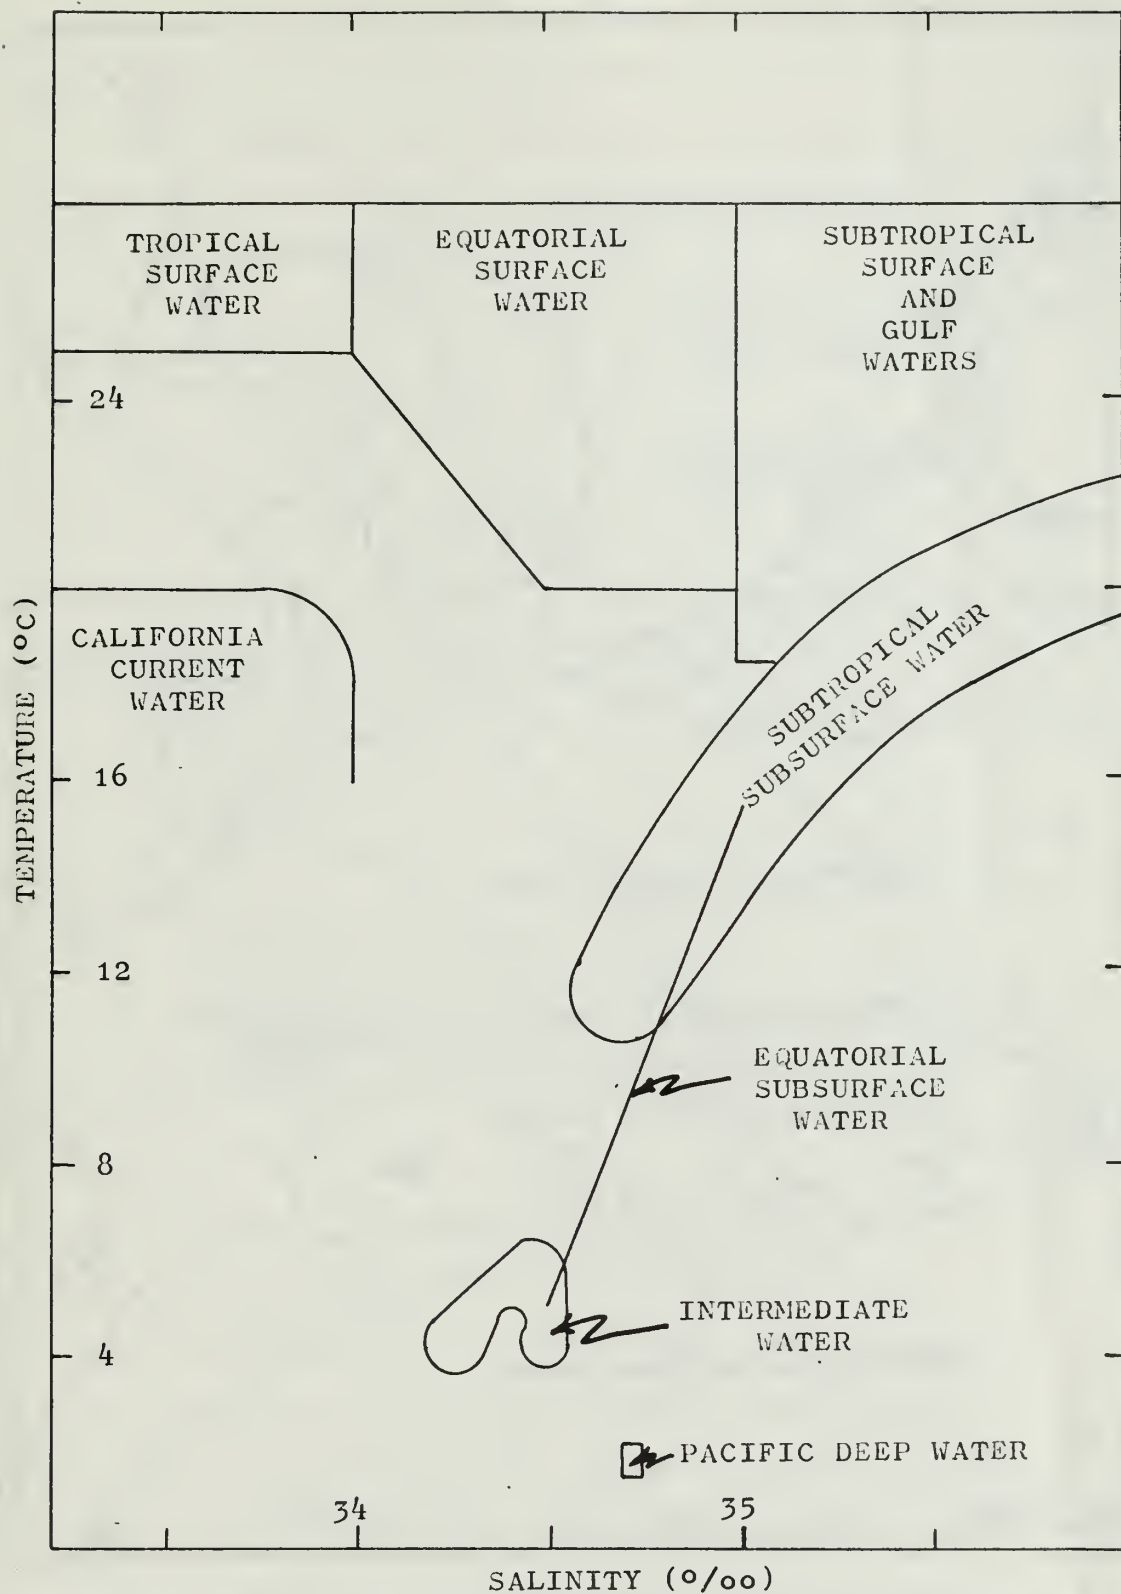 TROPICAL
SURFACE
WATER
EQUATORIAL
SURFACE
WATER
SUBTROPICAL
SURFACE
AND
GULF
WATERS
24
CALIFORNIA
CURRENT
WATER
SUBTROPICAL
SUBSURFACE WATER
TEMPERATURE (°C)
16
12
EQUATORIAL
SUBSURFACE
WATER
8
INTERMEDIATE
WATER
4
PACIFIC DEEP WATER
34
35
SALINITY (º/oo)